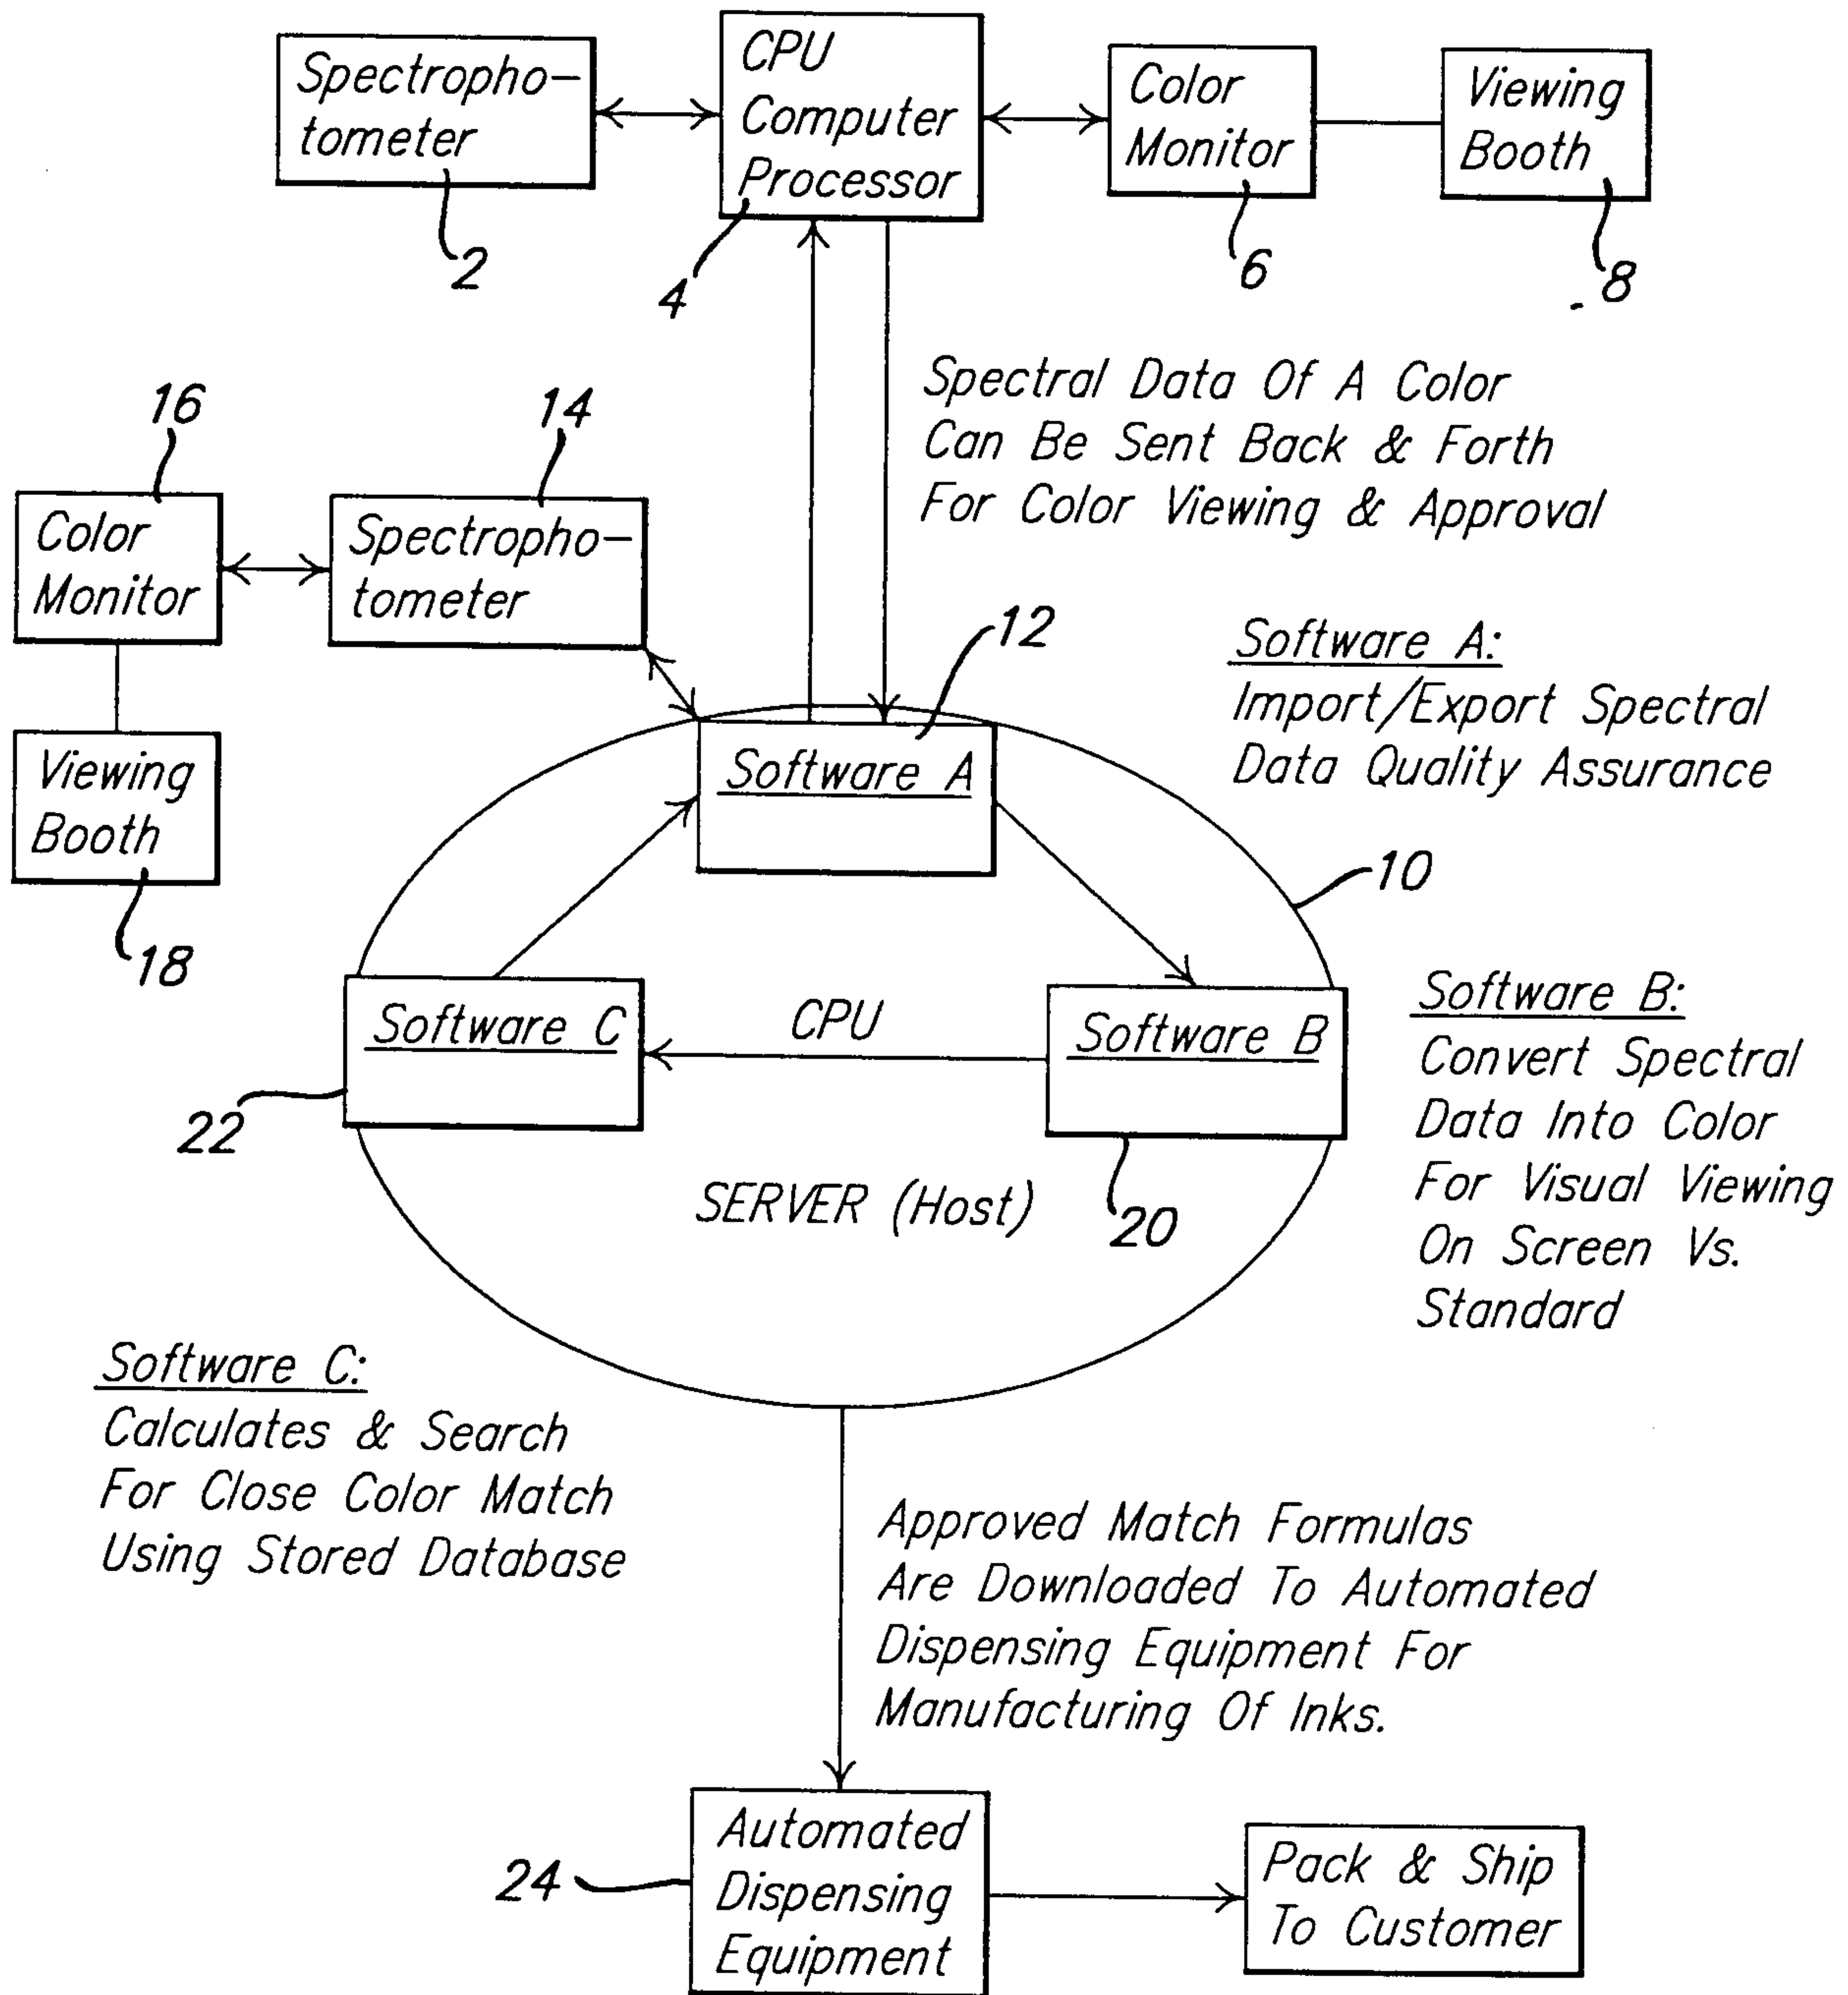 Spectropho-
tometer
2
CPU
Computer
Processor
4
Color
Monitor
6
Viewing
Booth
8
Spectral Data Of A Color
Can Be Sent Back & Forth
For Color Viewing & Approval
16
Color
Monitor
14
Spectropho-
tometer
Viewing
Booth
18
12
Software A
Software A:
Import/Export Spectral
Data Quality Assurance
10
Software C
22
CPU
Software B
20
SERVER (Host)
Software B:
Convert Spectral
Data Into Color
For Visual Viewing
On Screen Vs.
Standard
Software C:
Calculates & Search
For Close Color Match
Using Stored Database
Approved Match Formulas
Are Downloaded To Automated
Dispensing Equipment For
Manufacturing Of Inks.
24
Automated
Dispensing
Equipment
Pack & Ship
To Customer